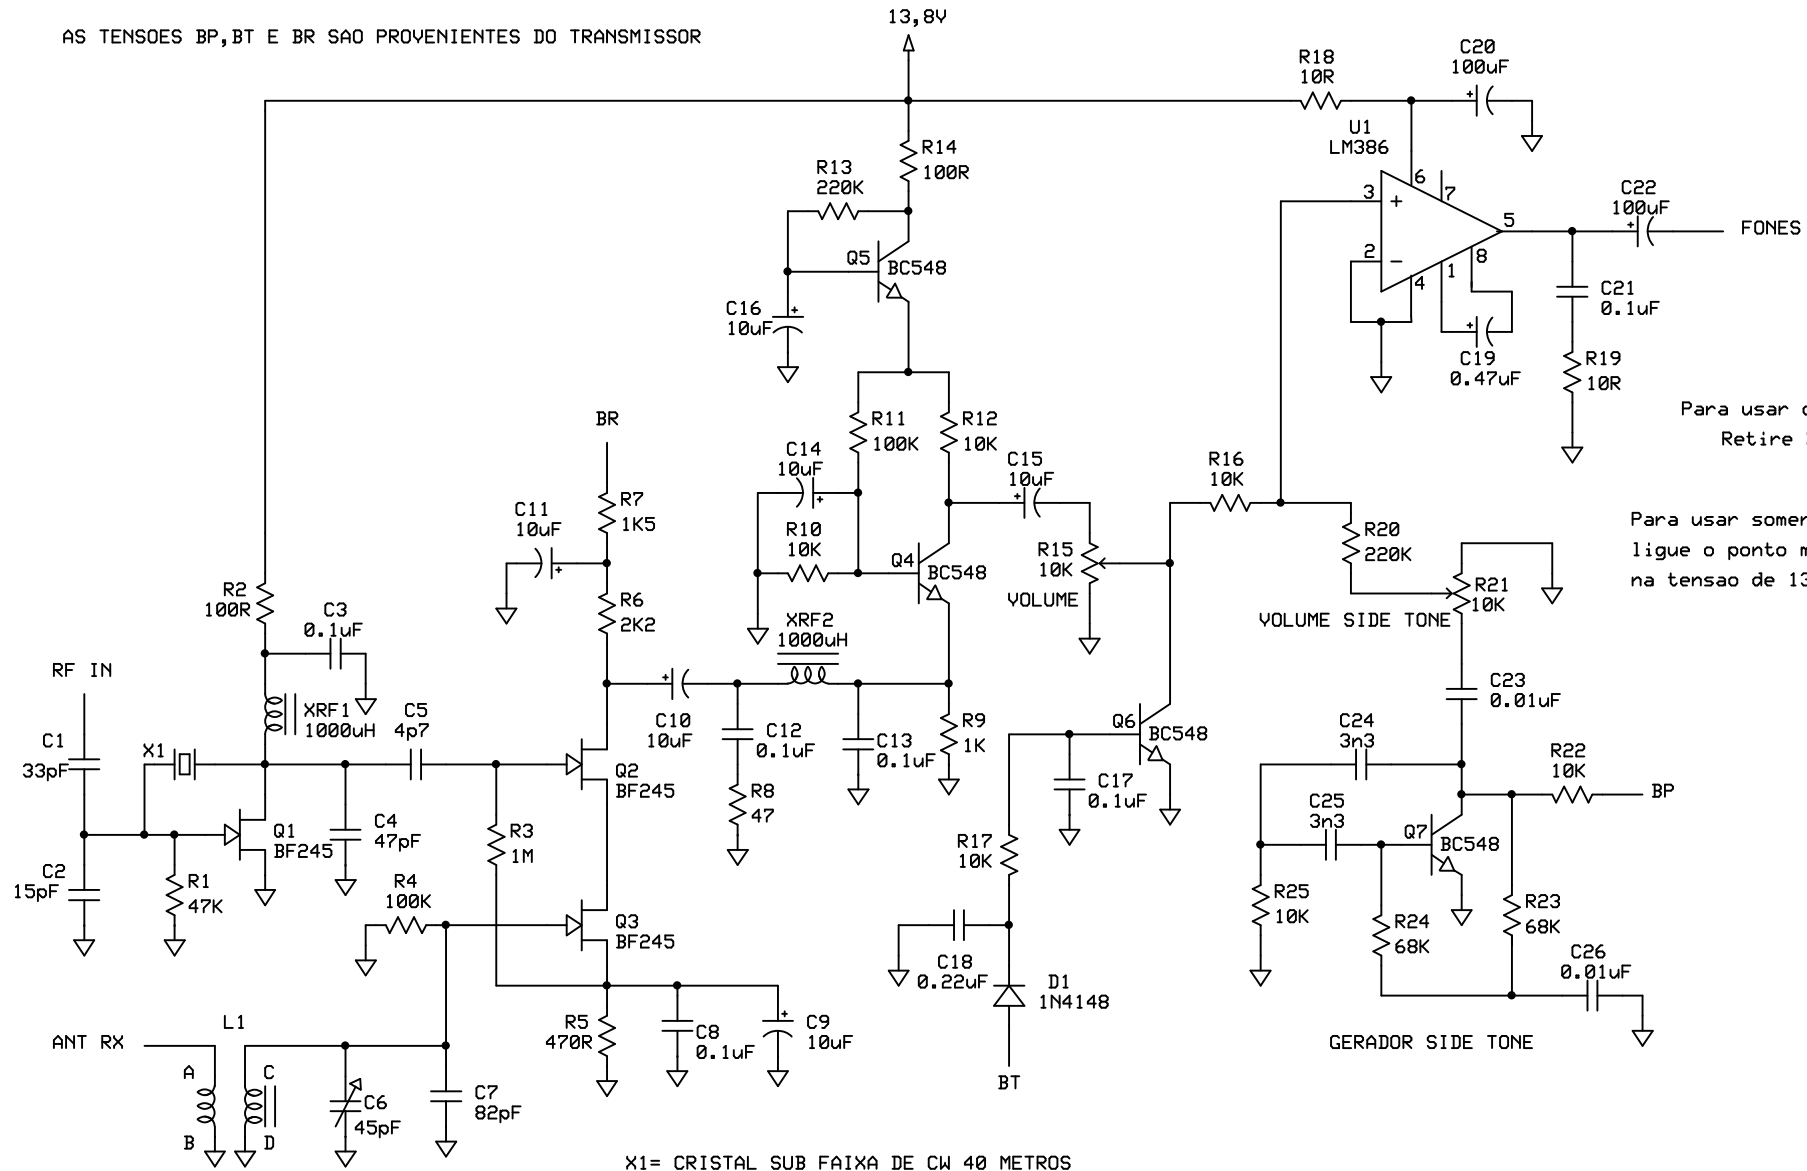 13,8V
AS TENSOES BP,BT E BR SAO PROVENIENTES DO TRANSMISSOR
R18
10R
C20
100uF
+
U1
LM386
R14
100R
R13
220K
6
7
3
+
2
−
4
1
8
5
C22
100uF
+
FONES
Q5
BC548
C16
10uF
+
C21
0.1uF
+
C19
0.47uF
R19
10R
Para usar
Retire
BR
R11
100K
R12
10K
C14
10uF
+
C15
10uF
+
R16
10K
R7
1K5
C11
10uF
+
R10
10K
Q4
BC548
R15
10K
VOLUME
R20
220K
R21
10K
VOLUME SIDE TONE
Para usar
ligue o ponto
na tensao de 13
R2
100R
C3
0.1uF
R6
2K2
XRF2
1000uH
RF IN
XRF1
1000uH
C5
4p7
+
C10
10uF
C12
0.1uF
C13
0.1uF
R9
1K
Q6
BC548
C23
0.01uF
C24
3n3
R22
10K
BP
C1
33pF
X1
Q2
BF245
R8
47
C17
0.1uF
C25
3n3
Q7
BC548
Q1
BF245
C4
47pF
R3
1M
R17
10K
C2
15pF
R1
47K
R4
100K
Q3
BF245
R25
10K
R24
68K
R23
68K
C18
0.22uF
D1
1N4148
C26
0.01uF
L1
ANT RX
R5
470R
C8
0.1uF
+
C9
10uF
GERADOR SIDE TONE
A
C
BT
C6
45pF
C7
82pF
B
D
X1= CRISTAL SUB FAIXA DE CW 40 METROS